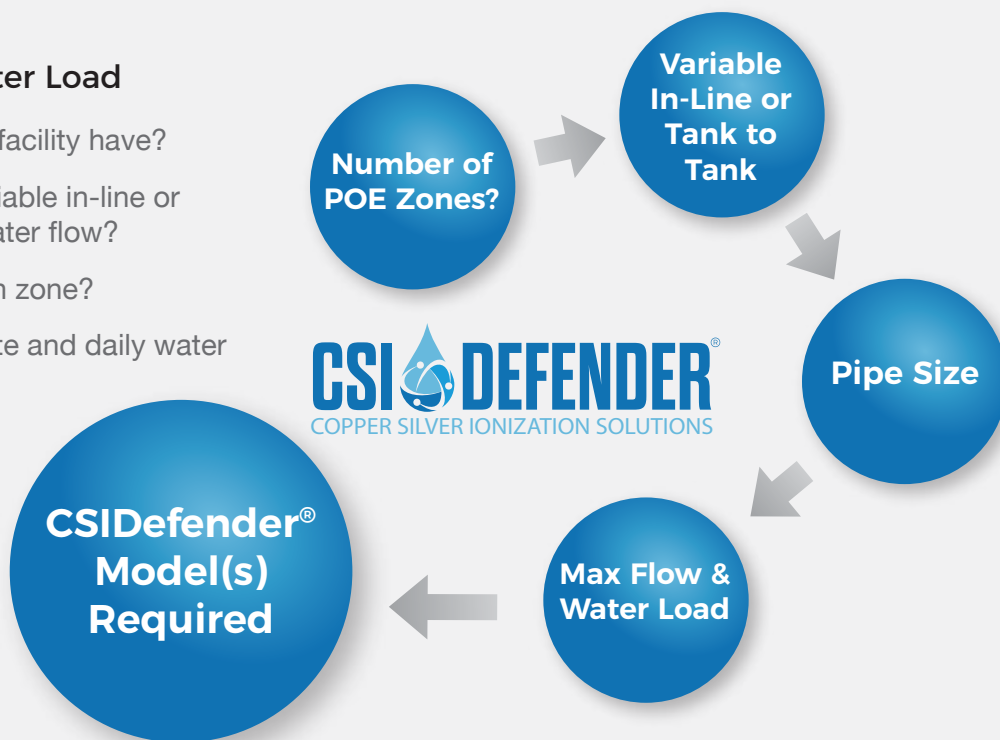 ter Load
facility have?
iable in-line or
ater flow?
n zone?
te and daily water
Number of
POE Zones?
Variable
In-Line or
Tank to
Tank
Pipe Size
Max Flow &
Water Load
CSIDefender®
Model(s)
Required
CSI DEFENDER®
COPPER SILVER IONIZATION SOLUTIONS